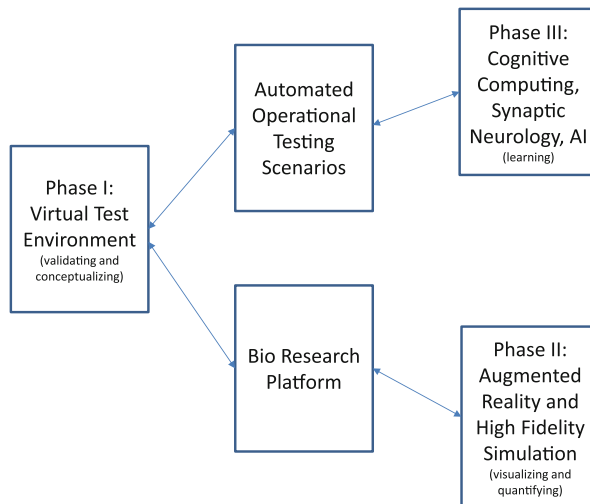 Phase I:
Virtual Test
Environment
(validating and
conceptualizing)
Automated
Operational
Testing
Scenarios
Phase III:
Cognitive
Computing,
Synaptic
Neurology, AI
(learning)
Bio Research
Platform
Phase II:
Augmented
Reality and
High Fidelity
Simulation
(visualizing and
quantifying)